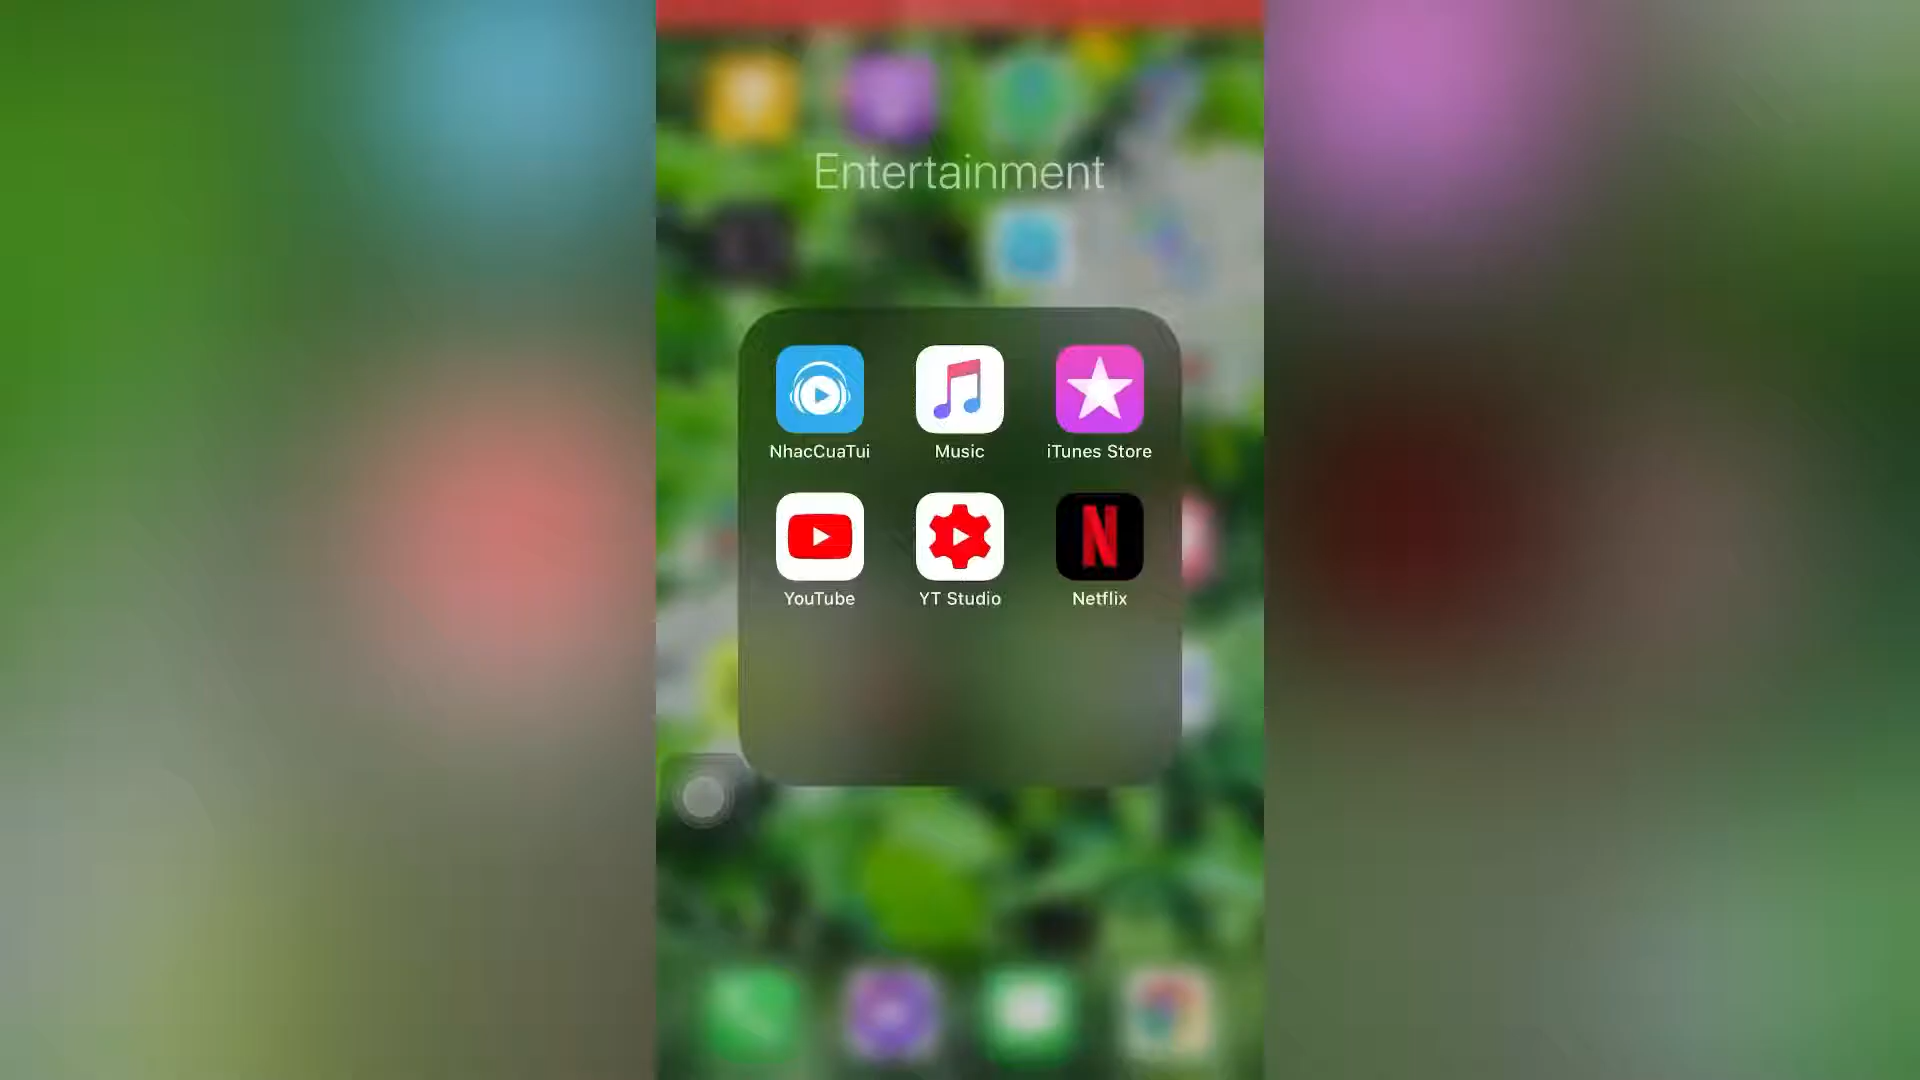 Entertainment
NhacCuaTui
Music
iTunes Store
YouTube
YT Studio
Netflix